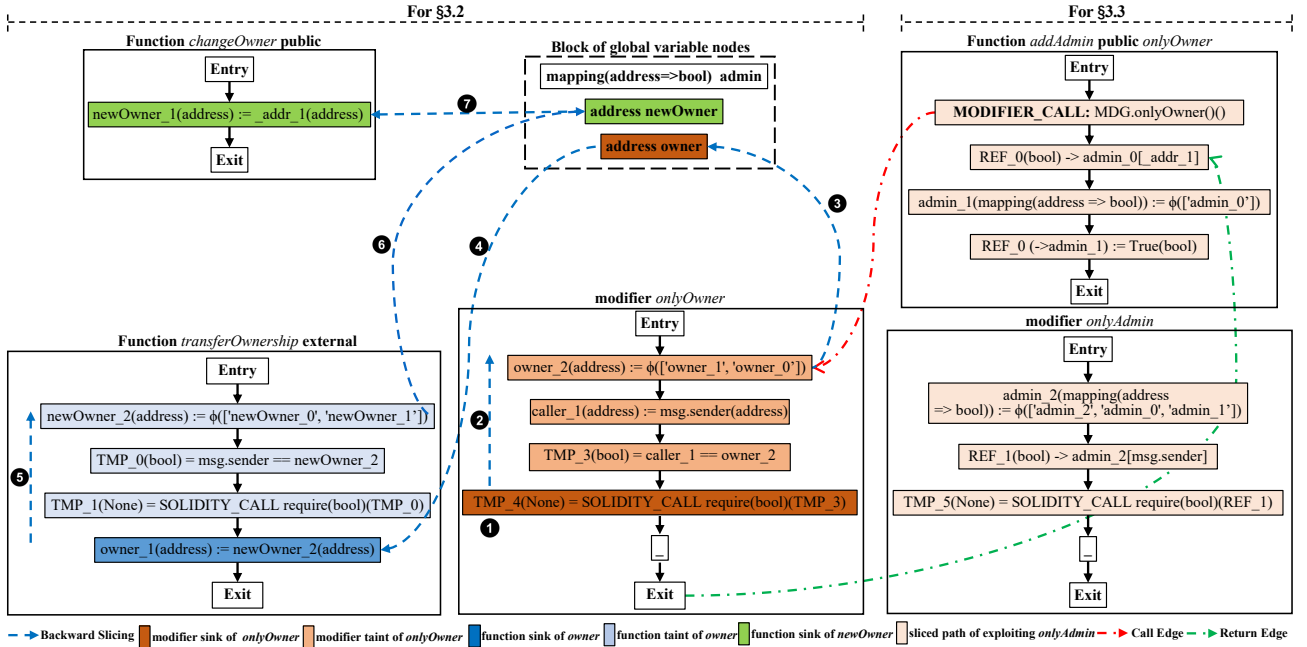 For §3.2
For §3.3
Function changeOwner public
Entry
newOwner_1(address) := _addr_1(address)
Exit
Block of global variable nodes
mapping(address=>bool) admin
address newOwner
address owner
Function addAdmin public onlyOwner
Entry
MODIFIER_CALL: MDG.onlyOwner()()
REF_0(bool) -> admin_0[_addr_1]
admin_1(mapping(address => bool)) := ϕ(['admin_0’])
REF_0 (->admin_1) := True(bool)
Exit
7
6
4
3
Function transferOwnership external
Entry
newOwner_2(address) := ϕ(['newOwner_0', 'newOwner_1’])
TMP_0(bool) = msg.sender == newOwner_2
TMP_1(None) = SOLIDITY_CALL require(bool)(TMP_0)
owner_1(address) := newOwner_2(address)
Exit
5
modifier onlyOwner
Entry
owner_2(address) := ϕ(['owner_1', 'owner_0’])
caller_1(address) := msg.sender(address)
TMP_3(bool) = caller_1 == owner_2
TMP_4(None) = SOLIDITY_CALL require(bool)(TMP_3)
_
Exit
2
1
modifier onlyAdmin
Entry
admin_2(mapping(address
=> bool)) := ϕ(['admin_2', 'admin_0', 'admin_1’])
REF_1(bool) -> admin_2[msg.sender]
TMP_5(None) = SOLIDITY_CALL require(bool)(REF_1)
_
Exit
Backward Slicing
modifier sink of onlyOwner
modifier taint of onlyOwner
function sink of owner
function taint of owner
function sink of newOwner
sliced path of exploiting onlyAdmin
Call Edge
Return Edge